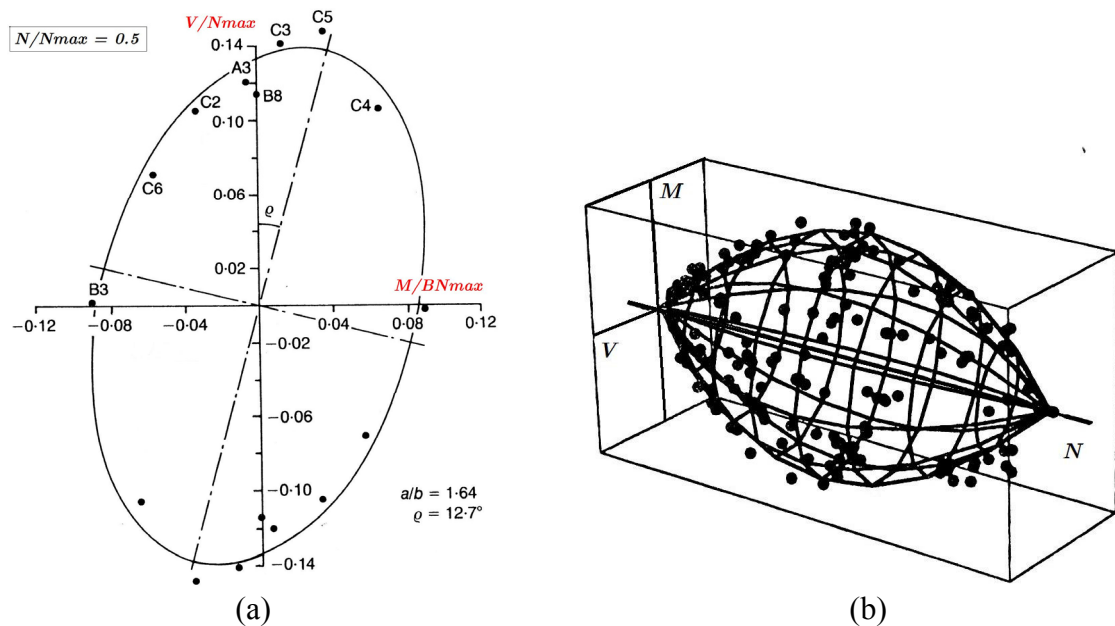 N/Nmax = 0.5
V/Nmax
C3
C5
0·14
A3
B8
C2
C4
0·10
C6
0·06
ϱ
0·02
M/BNmax
B3
−0·12
−0·08
−0·04
0·04
0·08
0·12
−0·02
−0·06
−0·10
a/b = 1·64
ϱ = 12·7°
−0·14
(a)
M
V
N
(b)